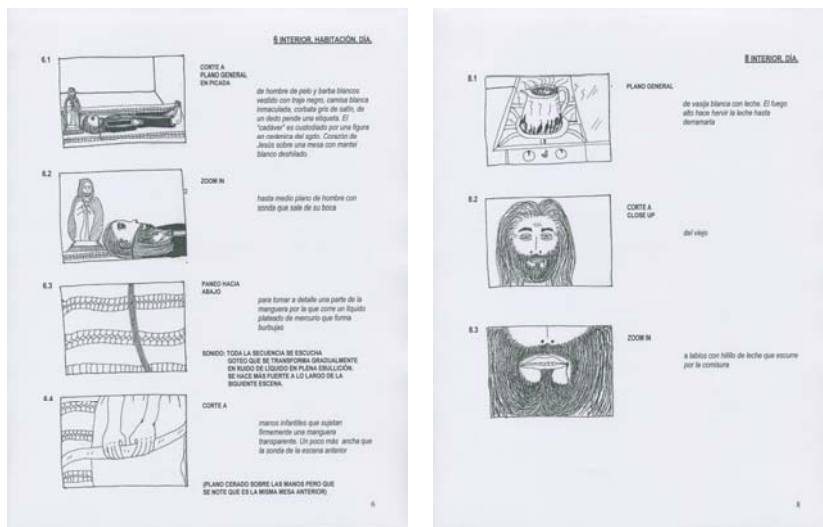 6 INTERIOR. HABITACIÓN. DÍA.
6.1
CORTE A
PLANO GENERAL
EN PICADA
de hombre de pelo y barba blancos
vestido con traje negro, camisa blanca
inmaculada, corbata gris de satín, de
un dedo pende una etiqueta. El
"cadáver" es custodiado por una figura
en cerámica del sgdo. Corazón de
Jesús sobre una mesa con mantel
blanco deshilado.
6.2
ZOOM IN
hasta medio plano de hombre con
sonda que sale de su boca
6.3
PANEO HACIA
ABAJO
para tomar a detalle una parte de la
manguera por la que corre un líquido
plateado de mercurio que forma
burbujas
SONIDO: TODA LA SECUENCIA SE ESCUCHA
GOTEO QUE SE TRANSFORMA GRADUALMENTE
EN RUIDO DE LÍQUIDO EN PLENA EBULLICIÓN.
SE HACE MÁS FUERTE A LO LARGO DE LA
SIGUIENTE ESCENA.
6.4
CORTE A
manos infantiles que sujetan
firmemente una manguera
transparente. Un poco más ancha que
la sonda de la escena anterior
(PLANO CERADO SOBRE LAS MANOS PERO QUE
SE NOTE QUE ES LA MISMA MESA ANTERIOR)
6
8 INTERIOR. DÍA.
8.1
PLANO GENERAL
de vasija blanca con leche. El fuego
alto hace hervir la leche hasta
derramarla
8.2
CORTE A
CLOSE UP
del viejo
8.3
ZOOM IN
a labios con hilillo de leche que escurre
por la comisura
8